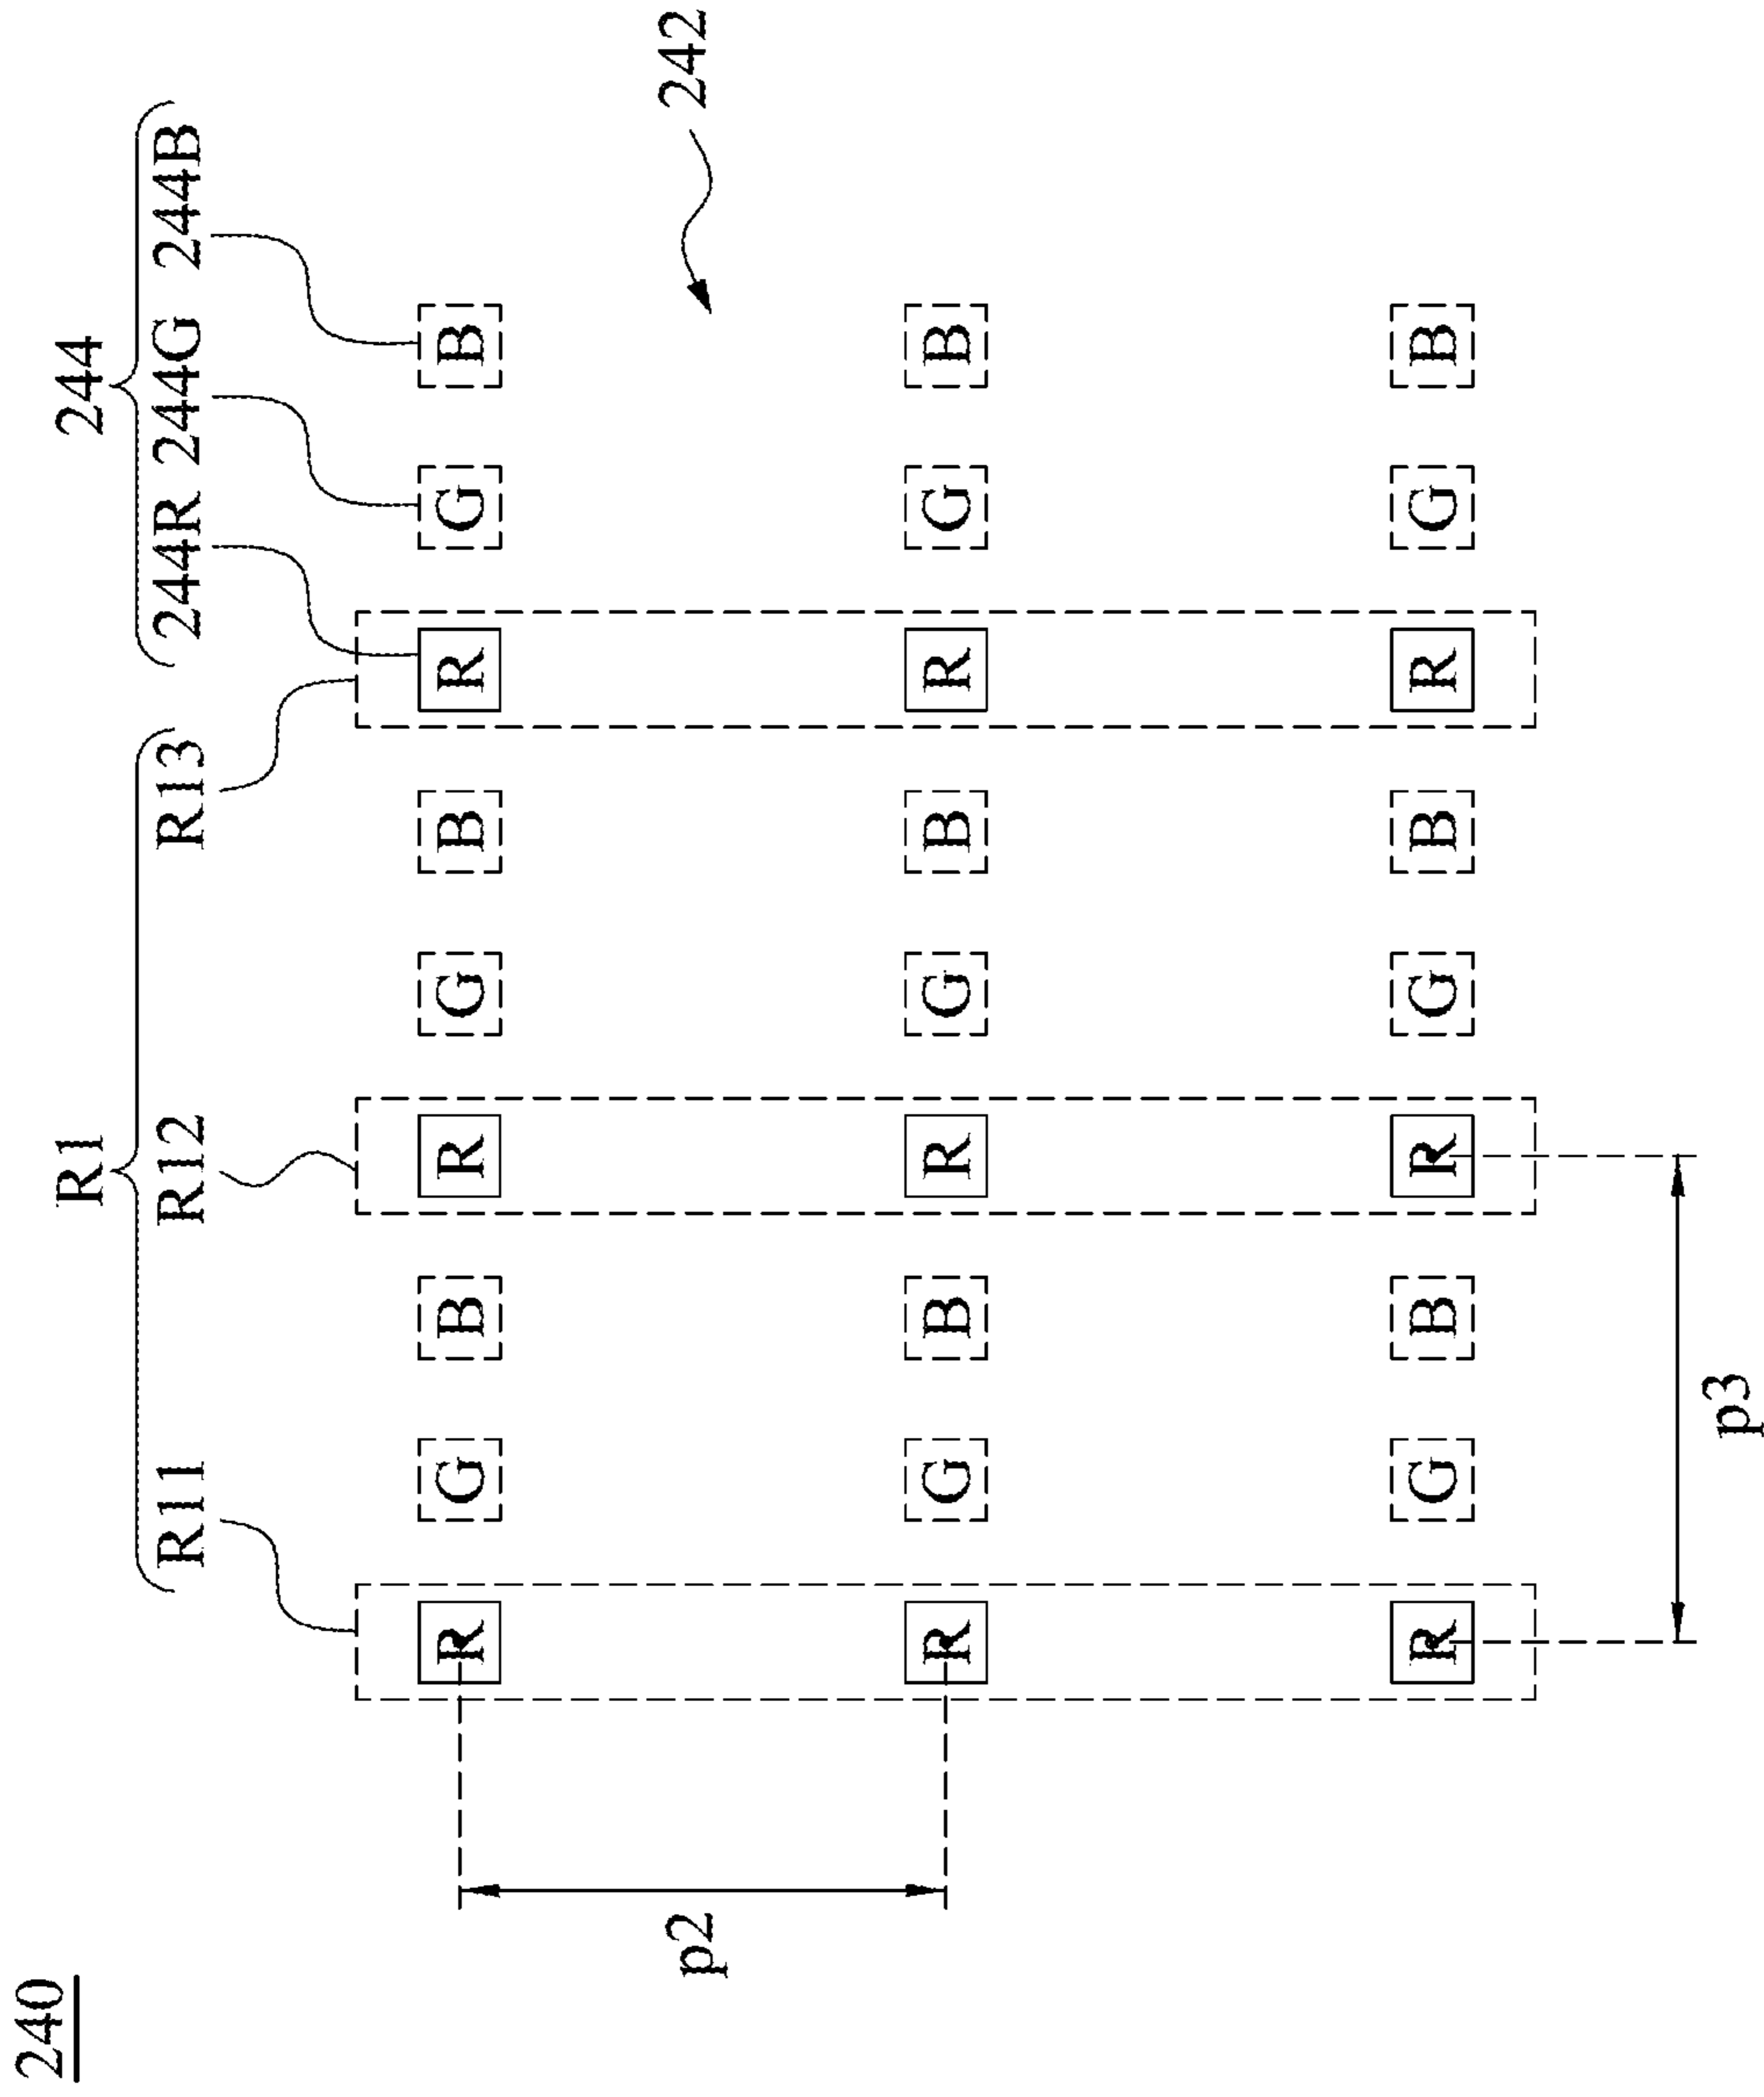 240
R1 244
R11 R12 R13 244R 244G 244B
R G B R G B R G B
p2 242
R G B R G B R G B
R G B R G B R G B
p3